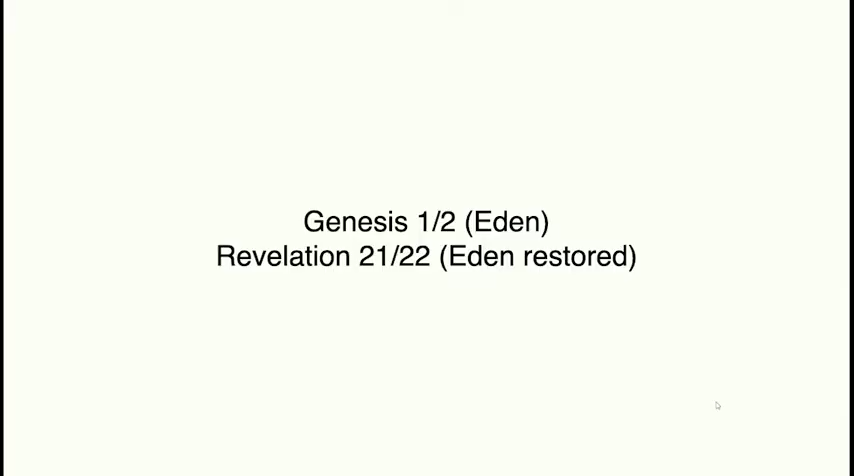 Genesis 1/2 (Eden)
Revelation 21/22 (Eden restored)